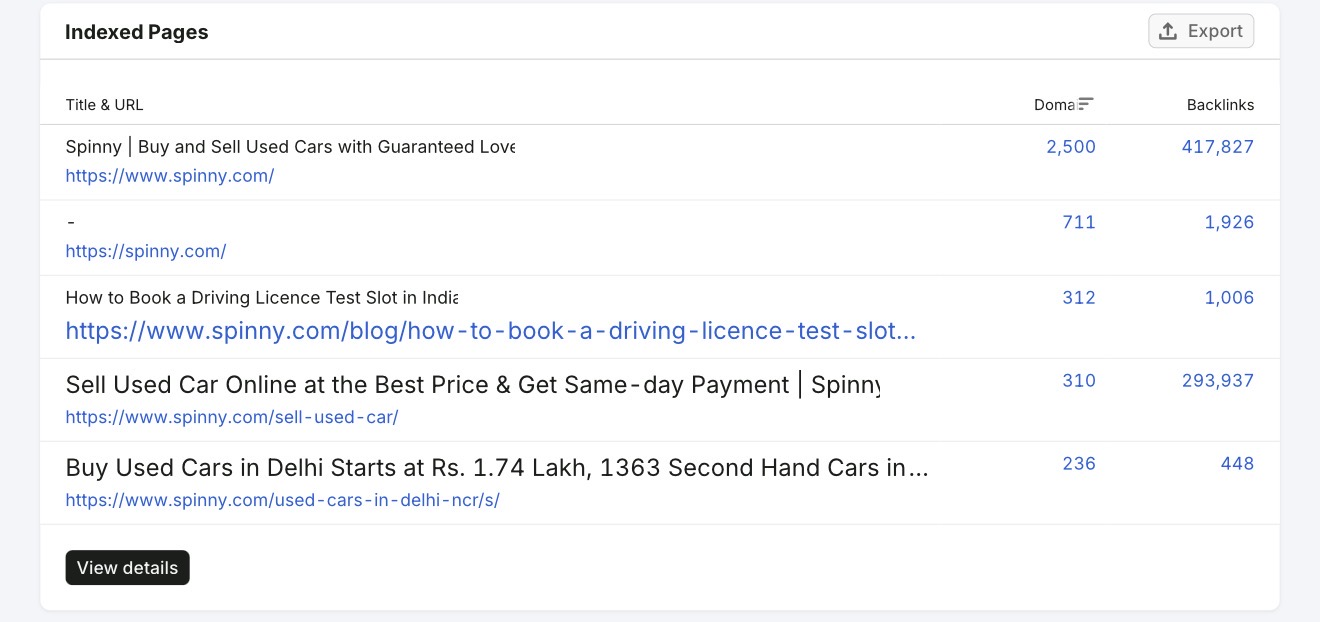 Indexed Pages
Export
Title & URL Doma Backlinks
Spinny | Buy and Sell Used Cars with Guaranteed Love 2,500 417,827
https://www.spinny.com/
- 711 1,926
https://spinny.com/
How to Book a Driving Licence Test Slot in India 312 1,006
https://www.spinny.com/blog/how-to-book-a-driving-licence-test-slot...
Sell Used Car Online at the Best Price & Get Same-day Payment | Spinny 310 293,937
https://www.spinny.com/sell-used-car/
Buy Used Cars in Delhi Starts at Rs. 1.74 Lakh, 1363 Second Hand Cars in... 236 448
https://www.spinny.com/used-cars-in-delhi-ncr/s/
View details